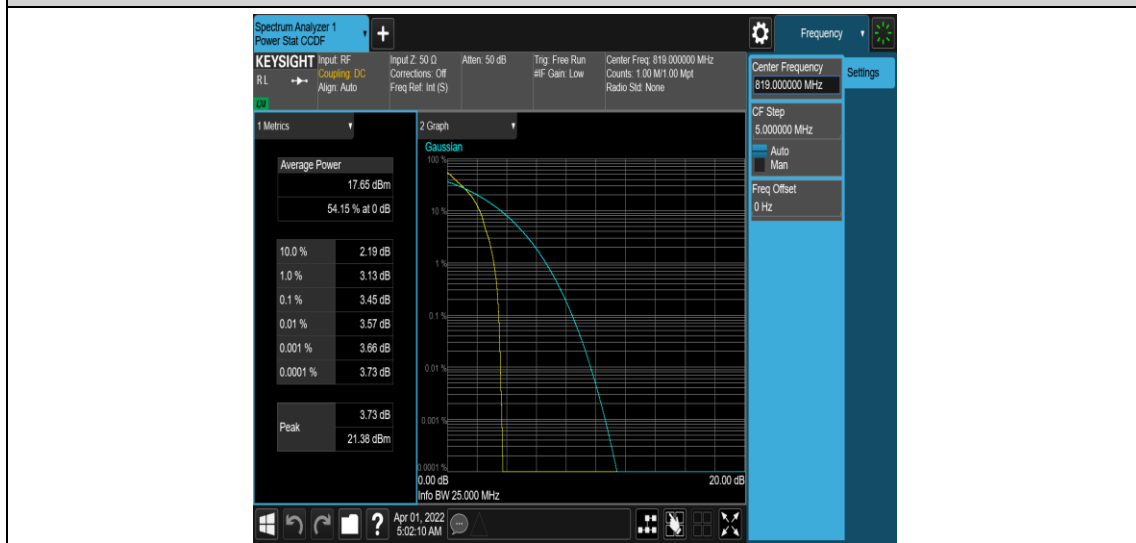 Spectrum Analyzer 1
Power Stat CCDF
+
Frequency
KEYSIGHT
RL
LXI
Input: RF
Coupling: DC
Align: Auto
Input Z: 50 Ω
Corrections: Off
Freq Ref: Int (S)
Atten: 50 dB
Trig: Free Run
#IF Gain: Low
Center Freq: 819.000000 MHz
Counts: 1.00 M/1.00 Mpt
Radio Std: None
Center Frequency
819.000000 MHz
Settings
CF Step
5.000000 MHz
Auto
Man
Freq Offset
0 Hz
1 Metrics
Average Power
17.65 dBm
54.15 % at 0 dB
10.0 % 2.19 dB
1.0 % 3.13 dB
0.1 % 3.45 dB
0.01 % 3.57 dB
0.001 % 3.66 dB
0.0001 % 3.73 dB
Peak
3.73 dB
21.38 dBm
2 Graph
Gaussian
100 %
10 %
1 %
0.1 %
0.01 %
0.001 %
0.0001 %
0.00 dB 20.00 dB
Info BW 25.000 MHz
?
Apr 01, 2022
5:02:10 AM